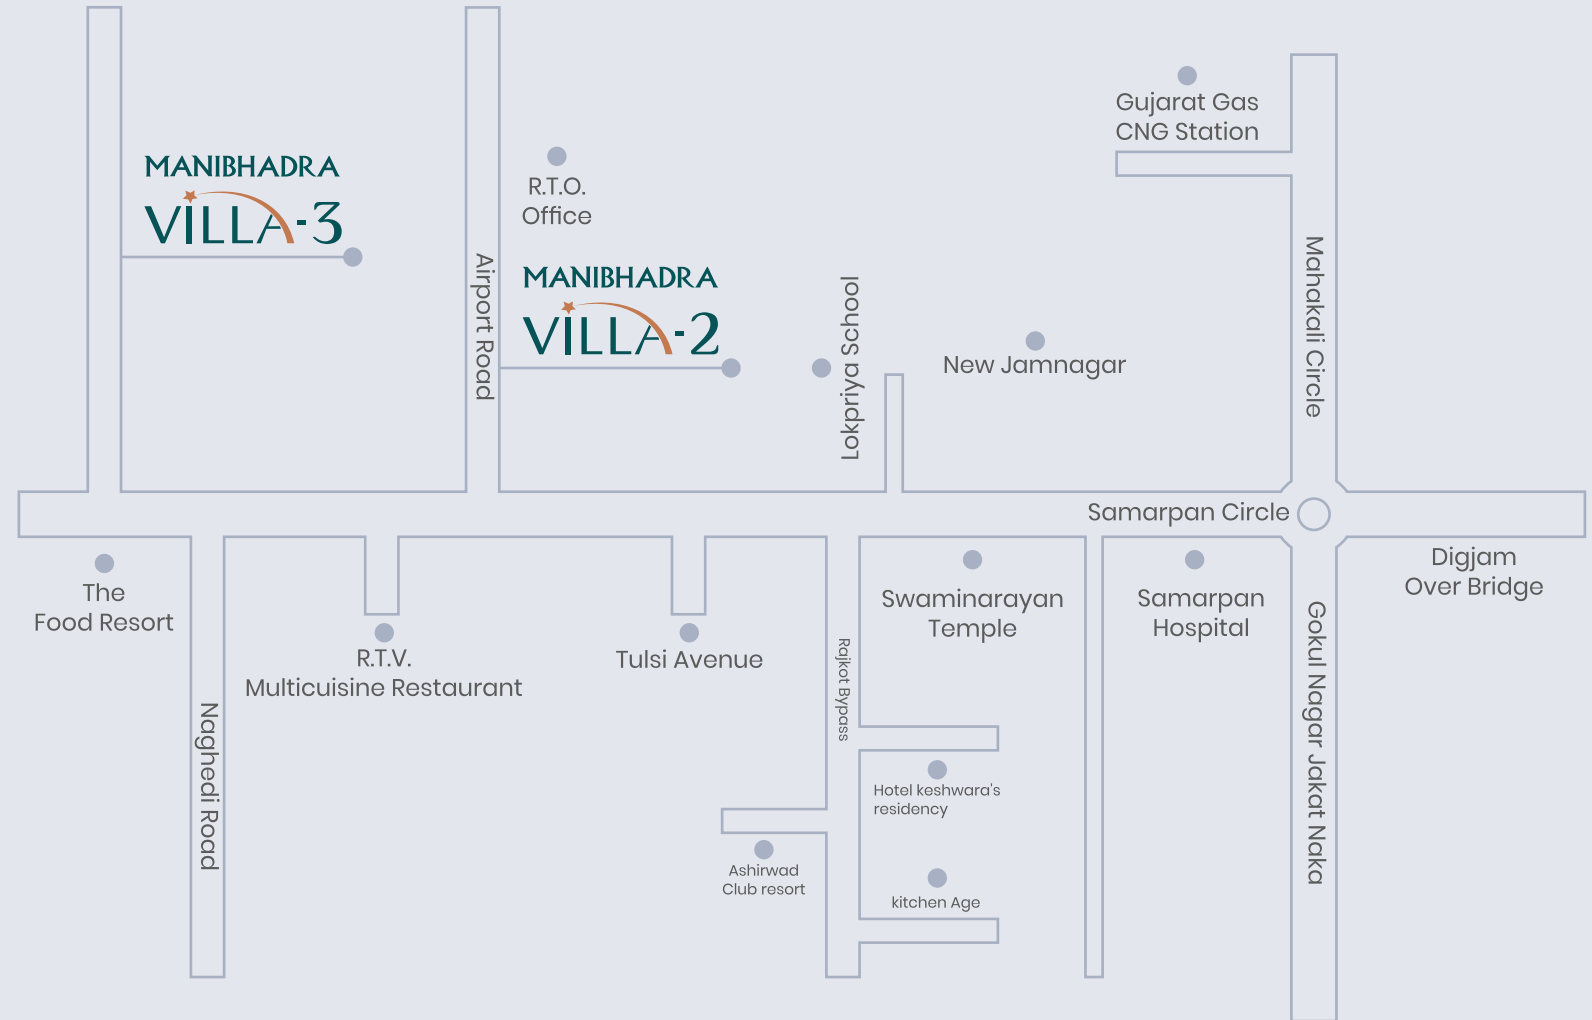 Gujarat Gas
CNG Station
MANIBHADRA
VILLA-3
R.T.O.
Office
Airport Road
MANIBHADRA
VILLA-2
Lokpriya School
New Jamnagar
Mahakali Circle
Samarpan Circle
Digjam
Over Bridge
The
Food Resort
R.T.V.
Multicuisine Restaurant
Tulsi Avenue
Swaminarayan
Temple
Samarpan
Hospital
Gokul Nagar Jakat Naka
Rajkot Bypass
Naghedi Road
Hotel keshwara's
residency
Ashirwad
Club resort
kitchen Age